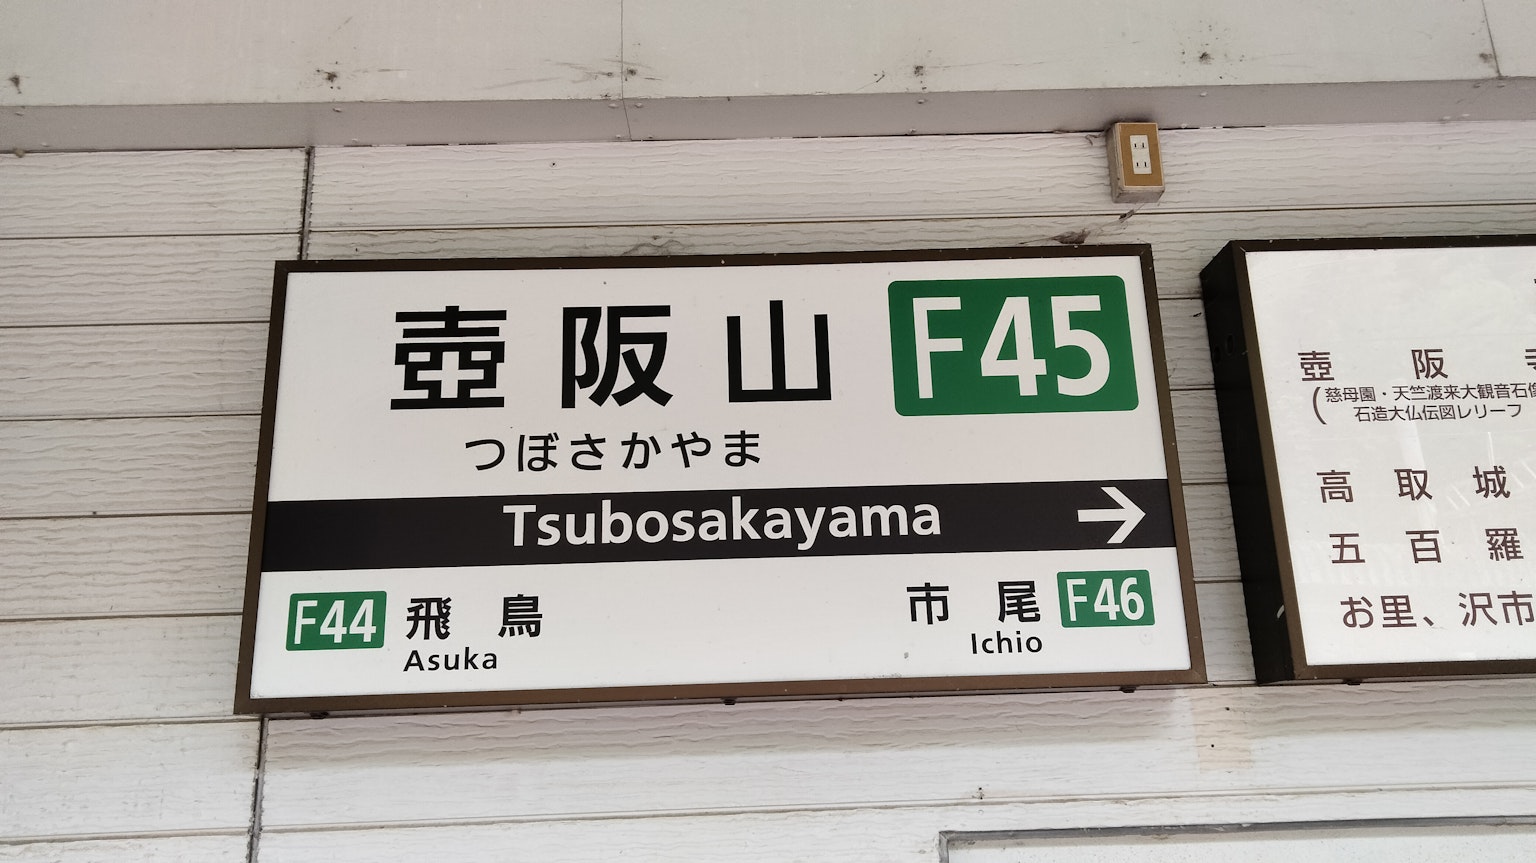 壺阪山 F45
つぼさかやま
Tsubosakayama →
F44 飛鳥
Asuka
市尾 F46
Ichio
壺阪
(慈母園・天竺渡来大観音石像
石造大仏伝図レリーフ
高取城
五百羅
お里、沢市